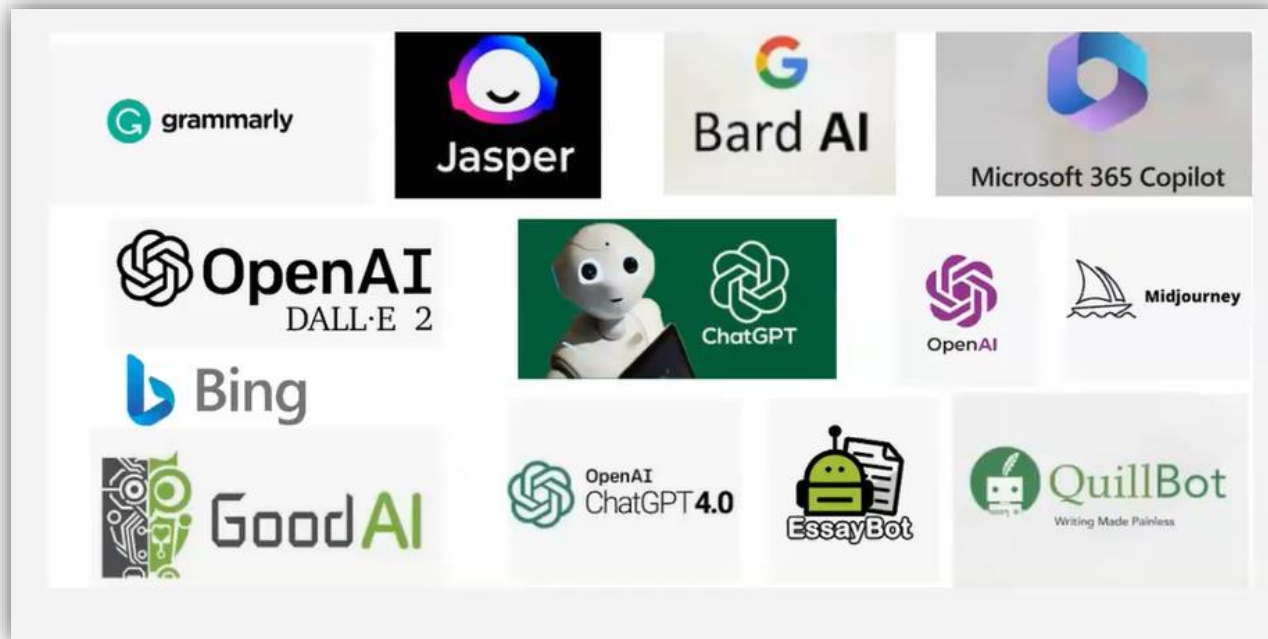 grammarly
Jasper
Bard AI
Microsoft 365 Copilot
OpenAI
DALL·E 2
ChatGPT
OpenAI
Midjourney
Bing
GoodAI
OpenAI
ChatGPT4.0
EssayBot
QuillBot
Writing Made Painless